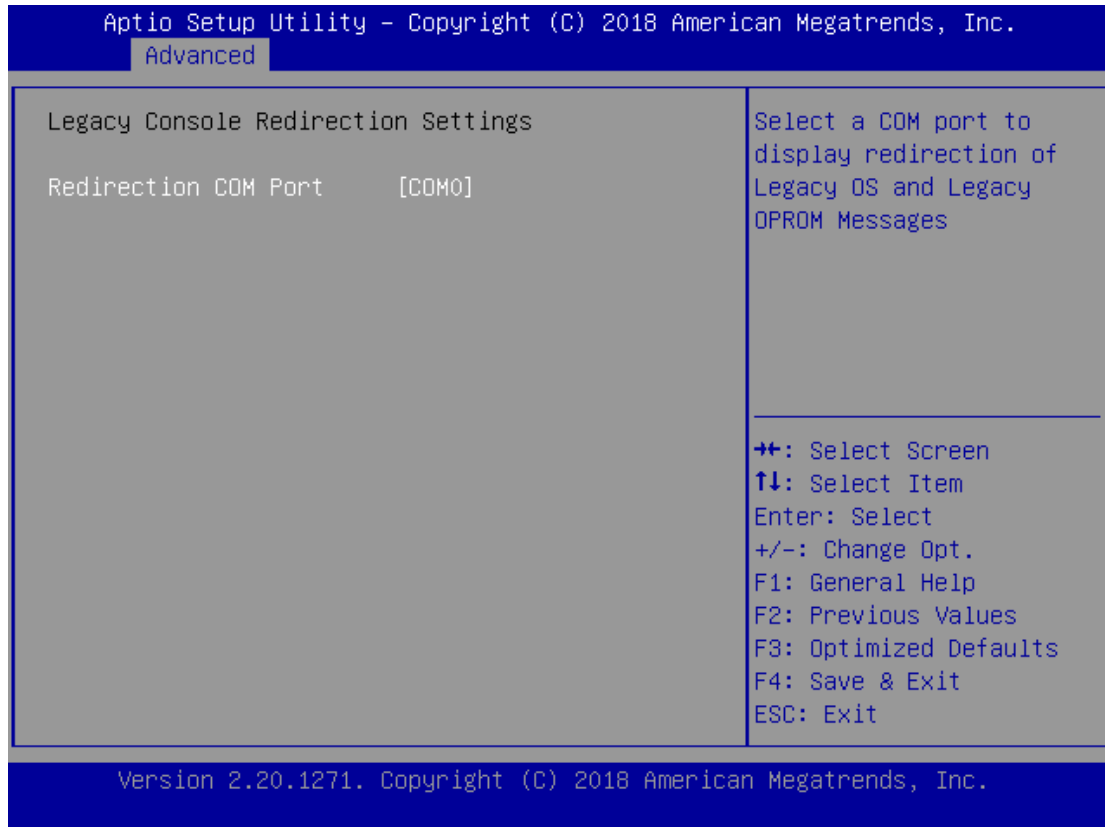 Aptio Setup Utility – Copyright (C) 2018 American Megatrends, Inc.
Advanced
Legacy Console Redirection Settings
Redirection COM Port [COM0]
Select a COM port to
display redirection of
Legacy OS and Legacy
OPROM Messages
→←: Select Screen
↑↓: Select Item
Enter: Select
+/-: Change Opt.
F1: General Help
F2: Previous Values
F3: Optimized Defaults
F4: Save & Exit
ESC: Exit
Version 2.20.1271. Copyright (C) 2018 American Megatrends, Inc.